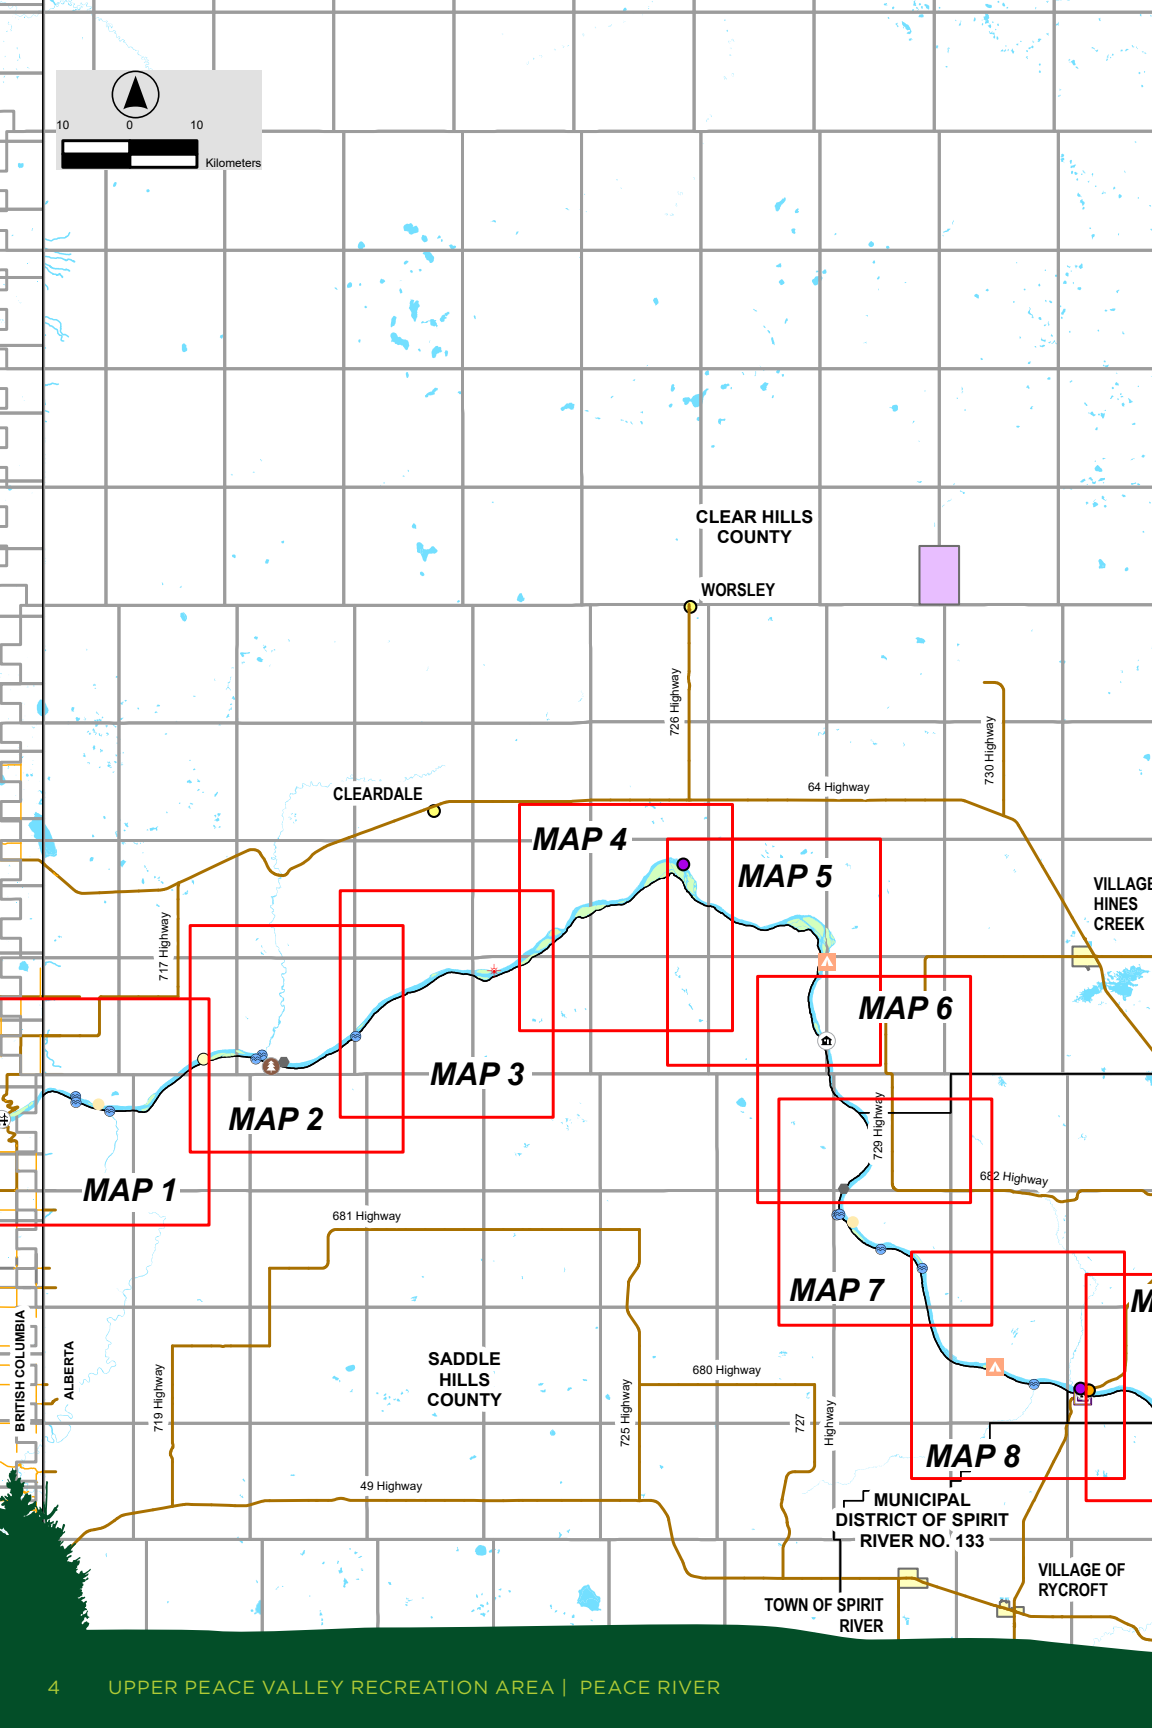 10 0 10
Kilometers
CLEAR HILLS
COUNTY
WORSLEY
726 Highway
730 Highway
64 Highway
CLEARDALE
MAP 4
MAP 5
VILLAGE
HINES
CREEK
717 Highway
MAP 6
MAP 3
MAP 2
729 Highway
MAP 1
682 Highway
681 Highway
MAP 7
M
BRITISH COLUMBIA
ALBERTA
SADDLE
HILLS
COUNTY
680 Highway
719 Highway
725 Highway
727
Highway
MAP 8
49 Highway
MUNICIPAL
DISTRICT OF SPIRIT
RIVER NO. 133
VILLAGE OF
RYCROFT
TOWN OF SPIRIT
RIVER
4 UPPER PEACE VALLEY RECREATION AREA | PEACE RIVER